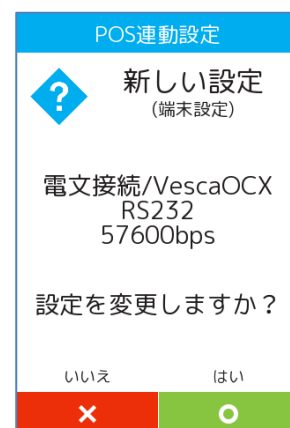 POS連動設定
?
新しい設定
(端末設定)
電文接続/VescaOCX
RS232
57600bps
設定を変更しますか？
いいえ はい